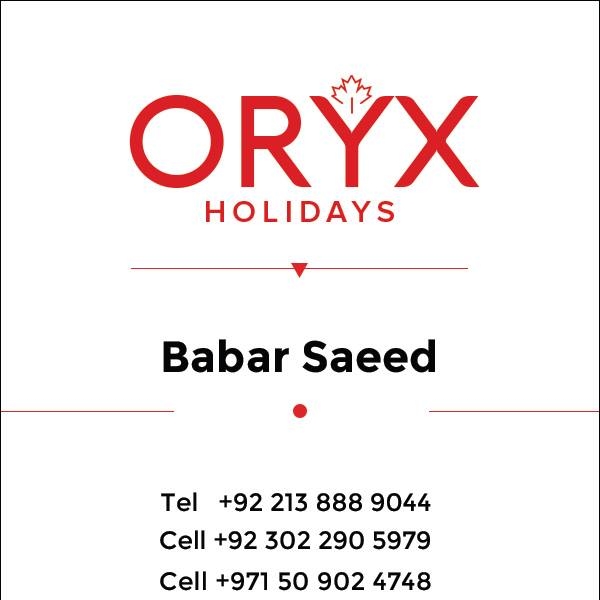 ORYX
HOLIDAYS
Babar Saeed
Tel +92 213 888 9044
Cell +92 302 290 5979
Cell +971 50 902 4748